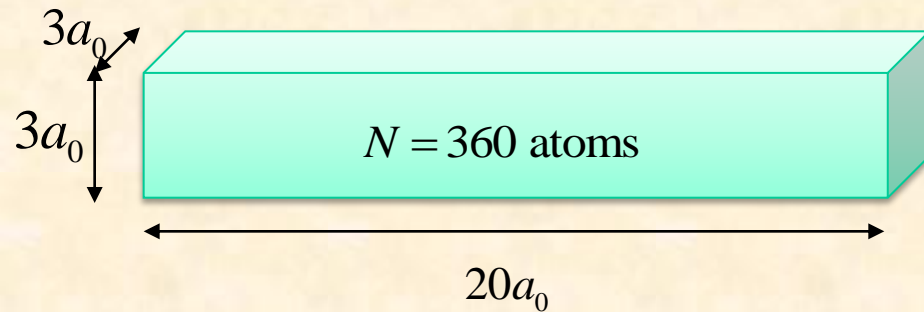 3a₀
3a₀
N = 360 atoms
20a₀